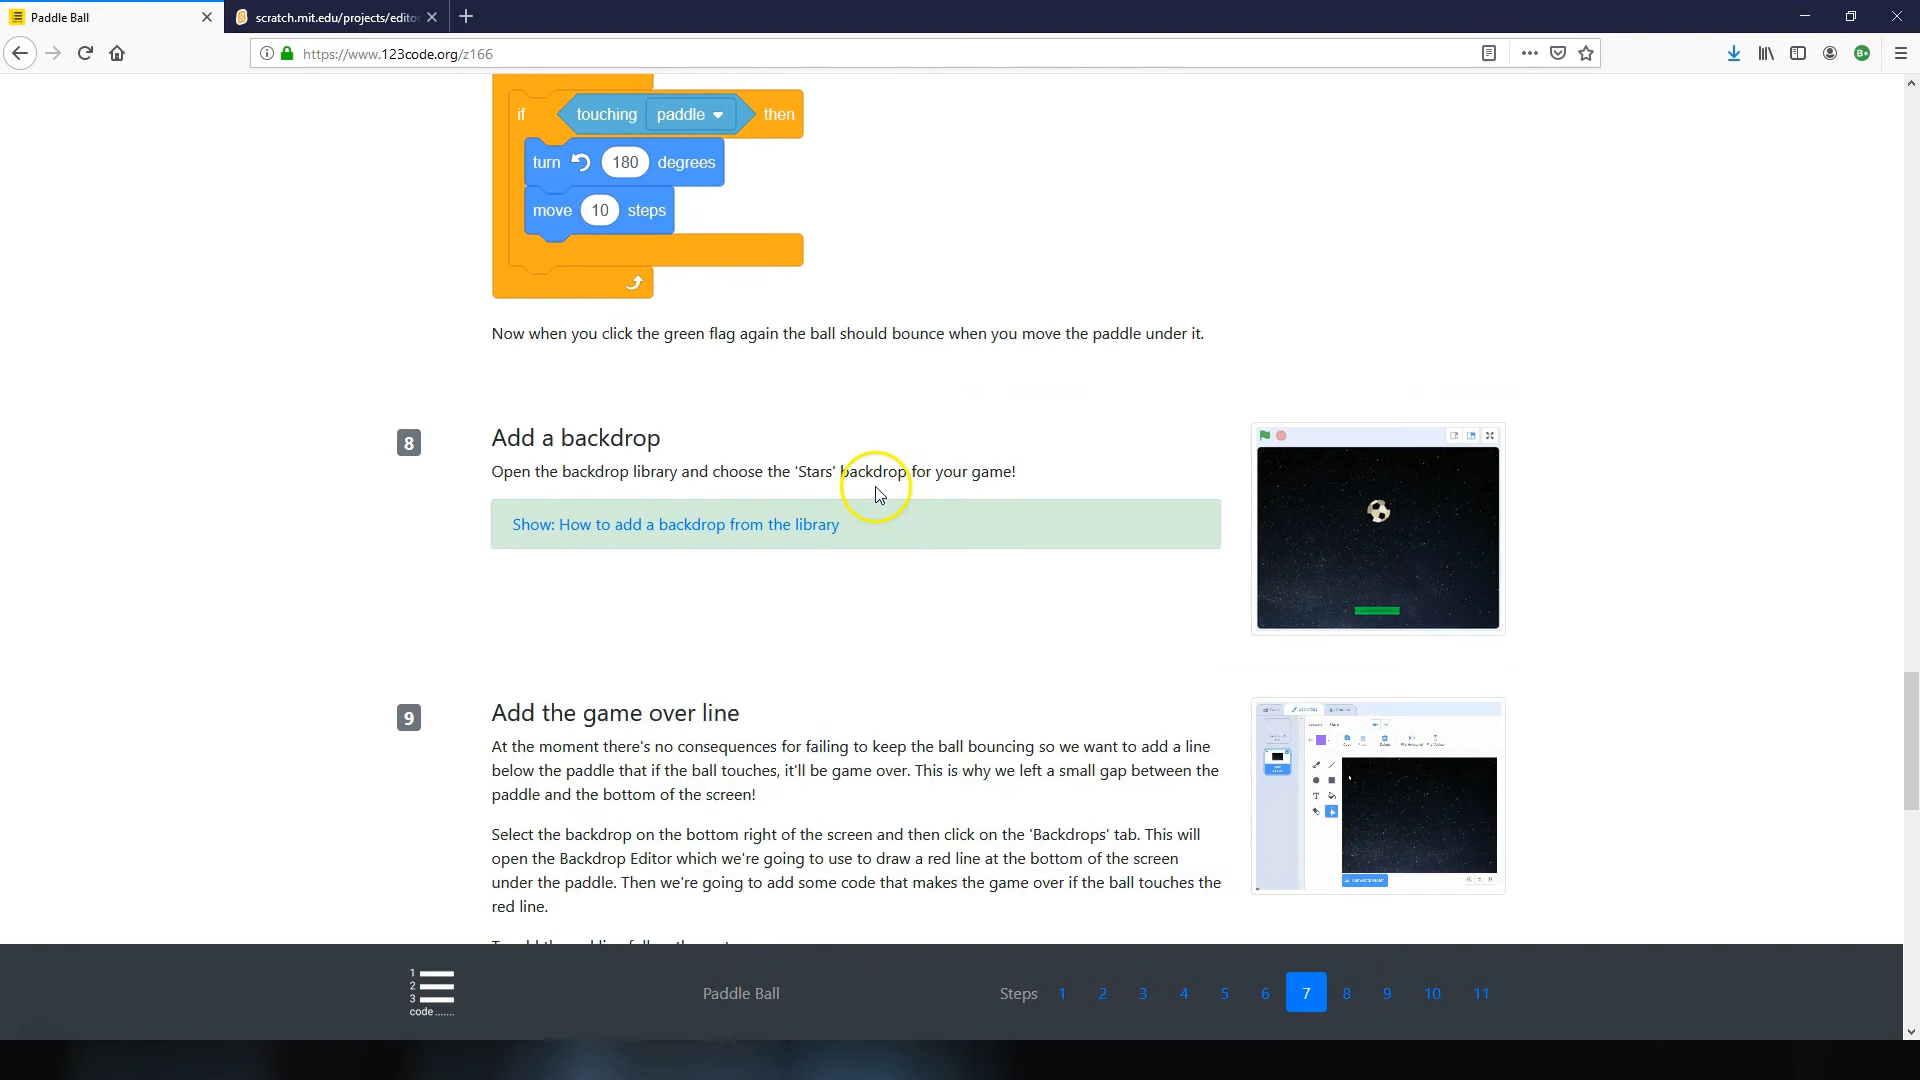 Paddle Ball
scratch.mit.edu/projects/edito
https://www.123code.org/z166
if touching paddle then
turn 180 degrees
move 10 steps
Now when you click the green flag again the ball should bounce when you move the paddle under it.
8
Add a backdrop
Open the backdrop library and choose the 'Stars' backdrop for your game!
Show: How to add a backdrop from the library
9
Add the game over line
At the moment there's no consequences for failing to keep the ball bouncing so we want to add a line
below the paddle that if the ball touches, it'll be game over. This is why we left a small gap between the
paddle and the bottom of the screen!
Select the backdrop on the bottom right of the screen and then click on the 'Backdrops' tab. This will
open the Backdrop Editor which we're going to use to draw a red line at the bottom of the screen
under the paddle. Then we're going to add some code that makes the game over if the ball touches the
red line.
1
2
3
code.......
Paddle Ball
Steps 1 2 3 4 5 6 7 8 9 10 11